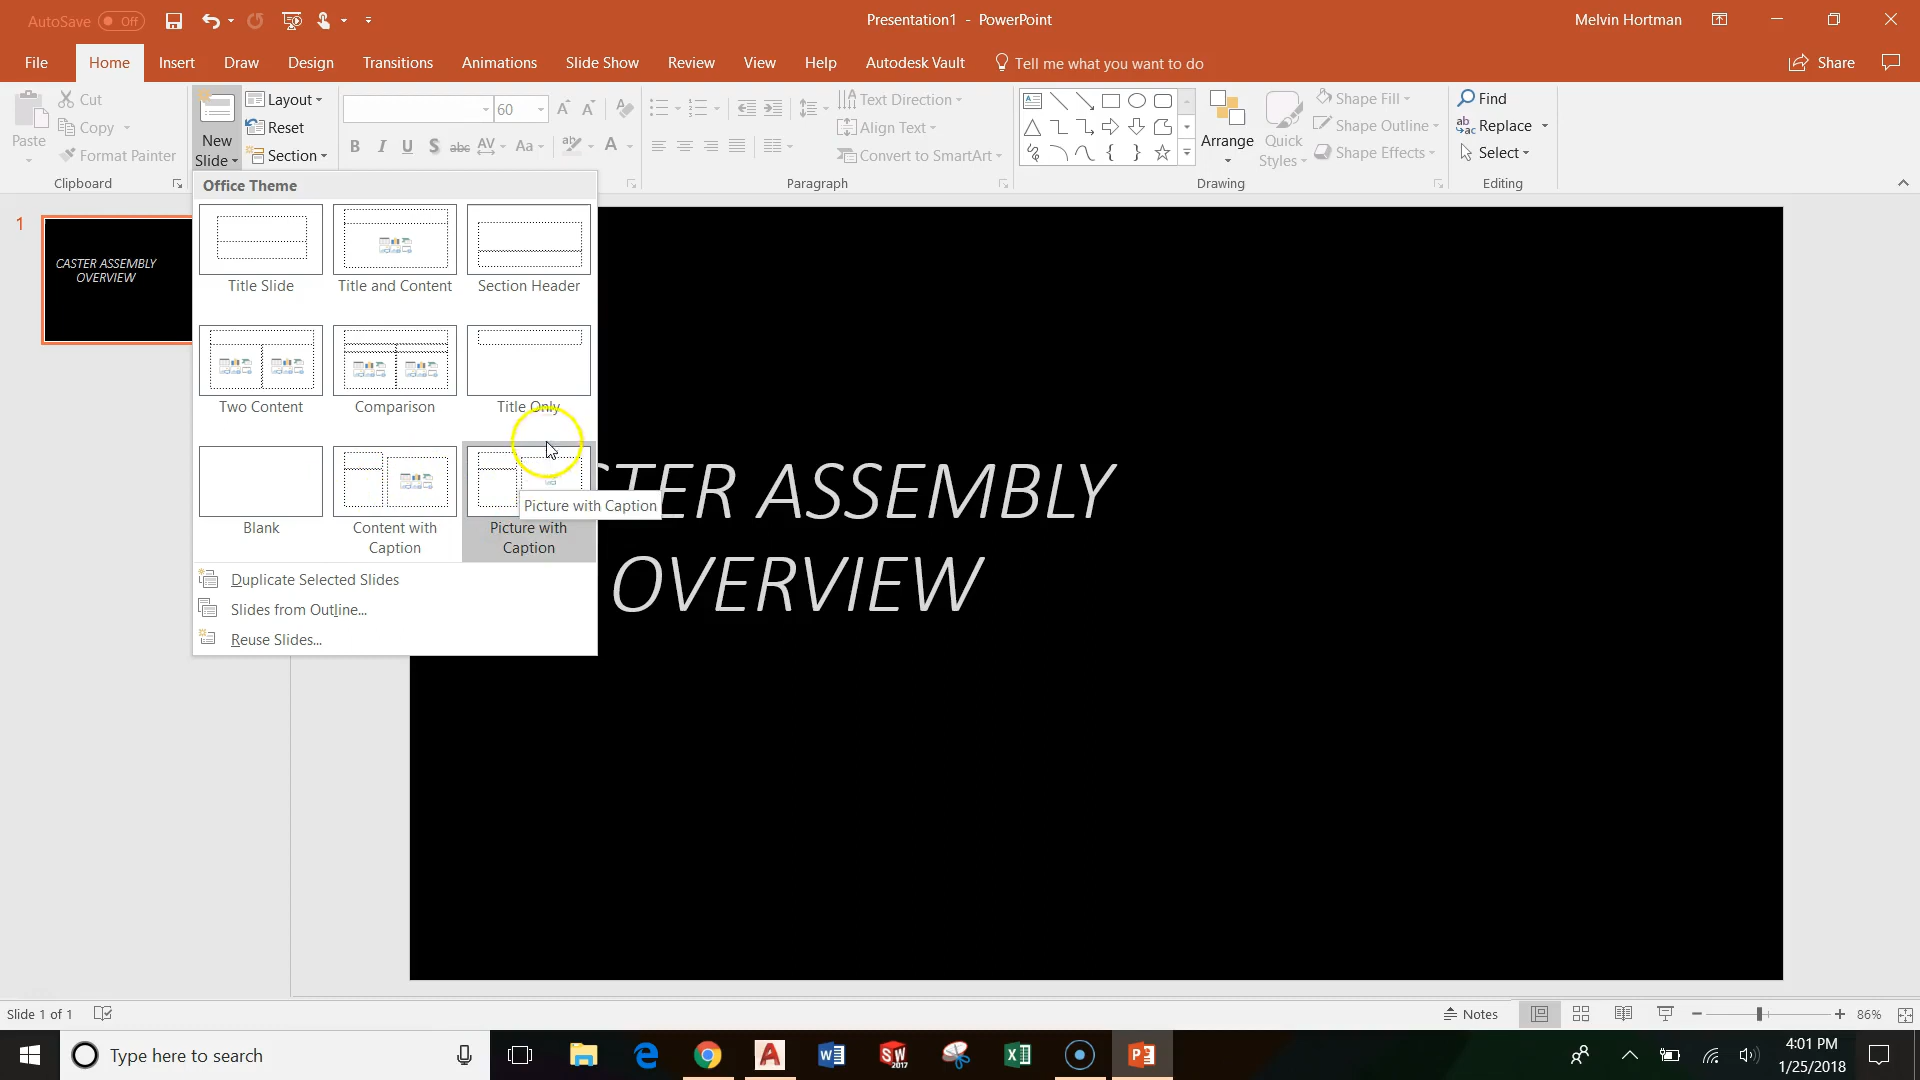 AutoSave Off
Presentation1 - PowerPoint
Melvin Hortman
File Home Insert Draw Design Transitions Animations Slide Show Review View Help Autodesk Vault Tell me what you want to do Share
Paste
Cut
Copy
Format Painter
Clipboard
New Slide
Layout
Reset
Section
60
B I U S abc AV Aa A
Text Direction
Align Text
Convert to SmartArt
Paragraph
Arrange
Quick Styles
Shape Fill
Shape Outline
Shape Effects
Drawing
Find
Replace
Select
Editing
Office Theme
Title Slide
Title and Content
Section Header
Two Content
Comparison
Title Only
Blank
Content with Caption
Picture with Caption
Picture with Caption
Duplicate Selected Slides
Slides from Outline...
Reuse Slides...
1
CASTER ASSEMBLY
OVERVIEW
STER ASSEMBLY
OVERVIEW
Slide 1 of 1
Notes
86%
Type here to search
SW
2017
4:01 PM
1/25/2018